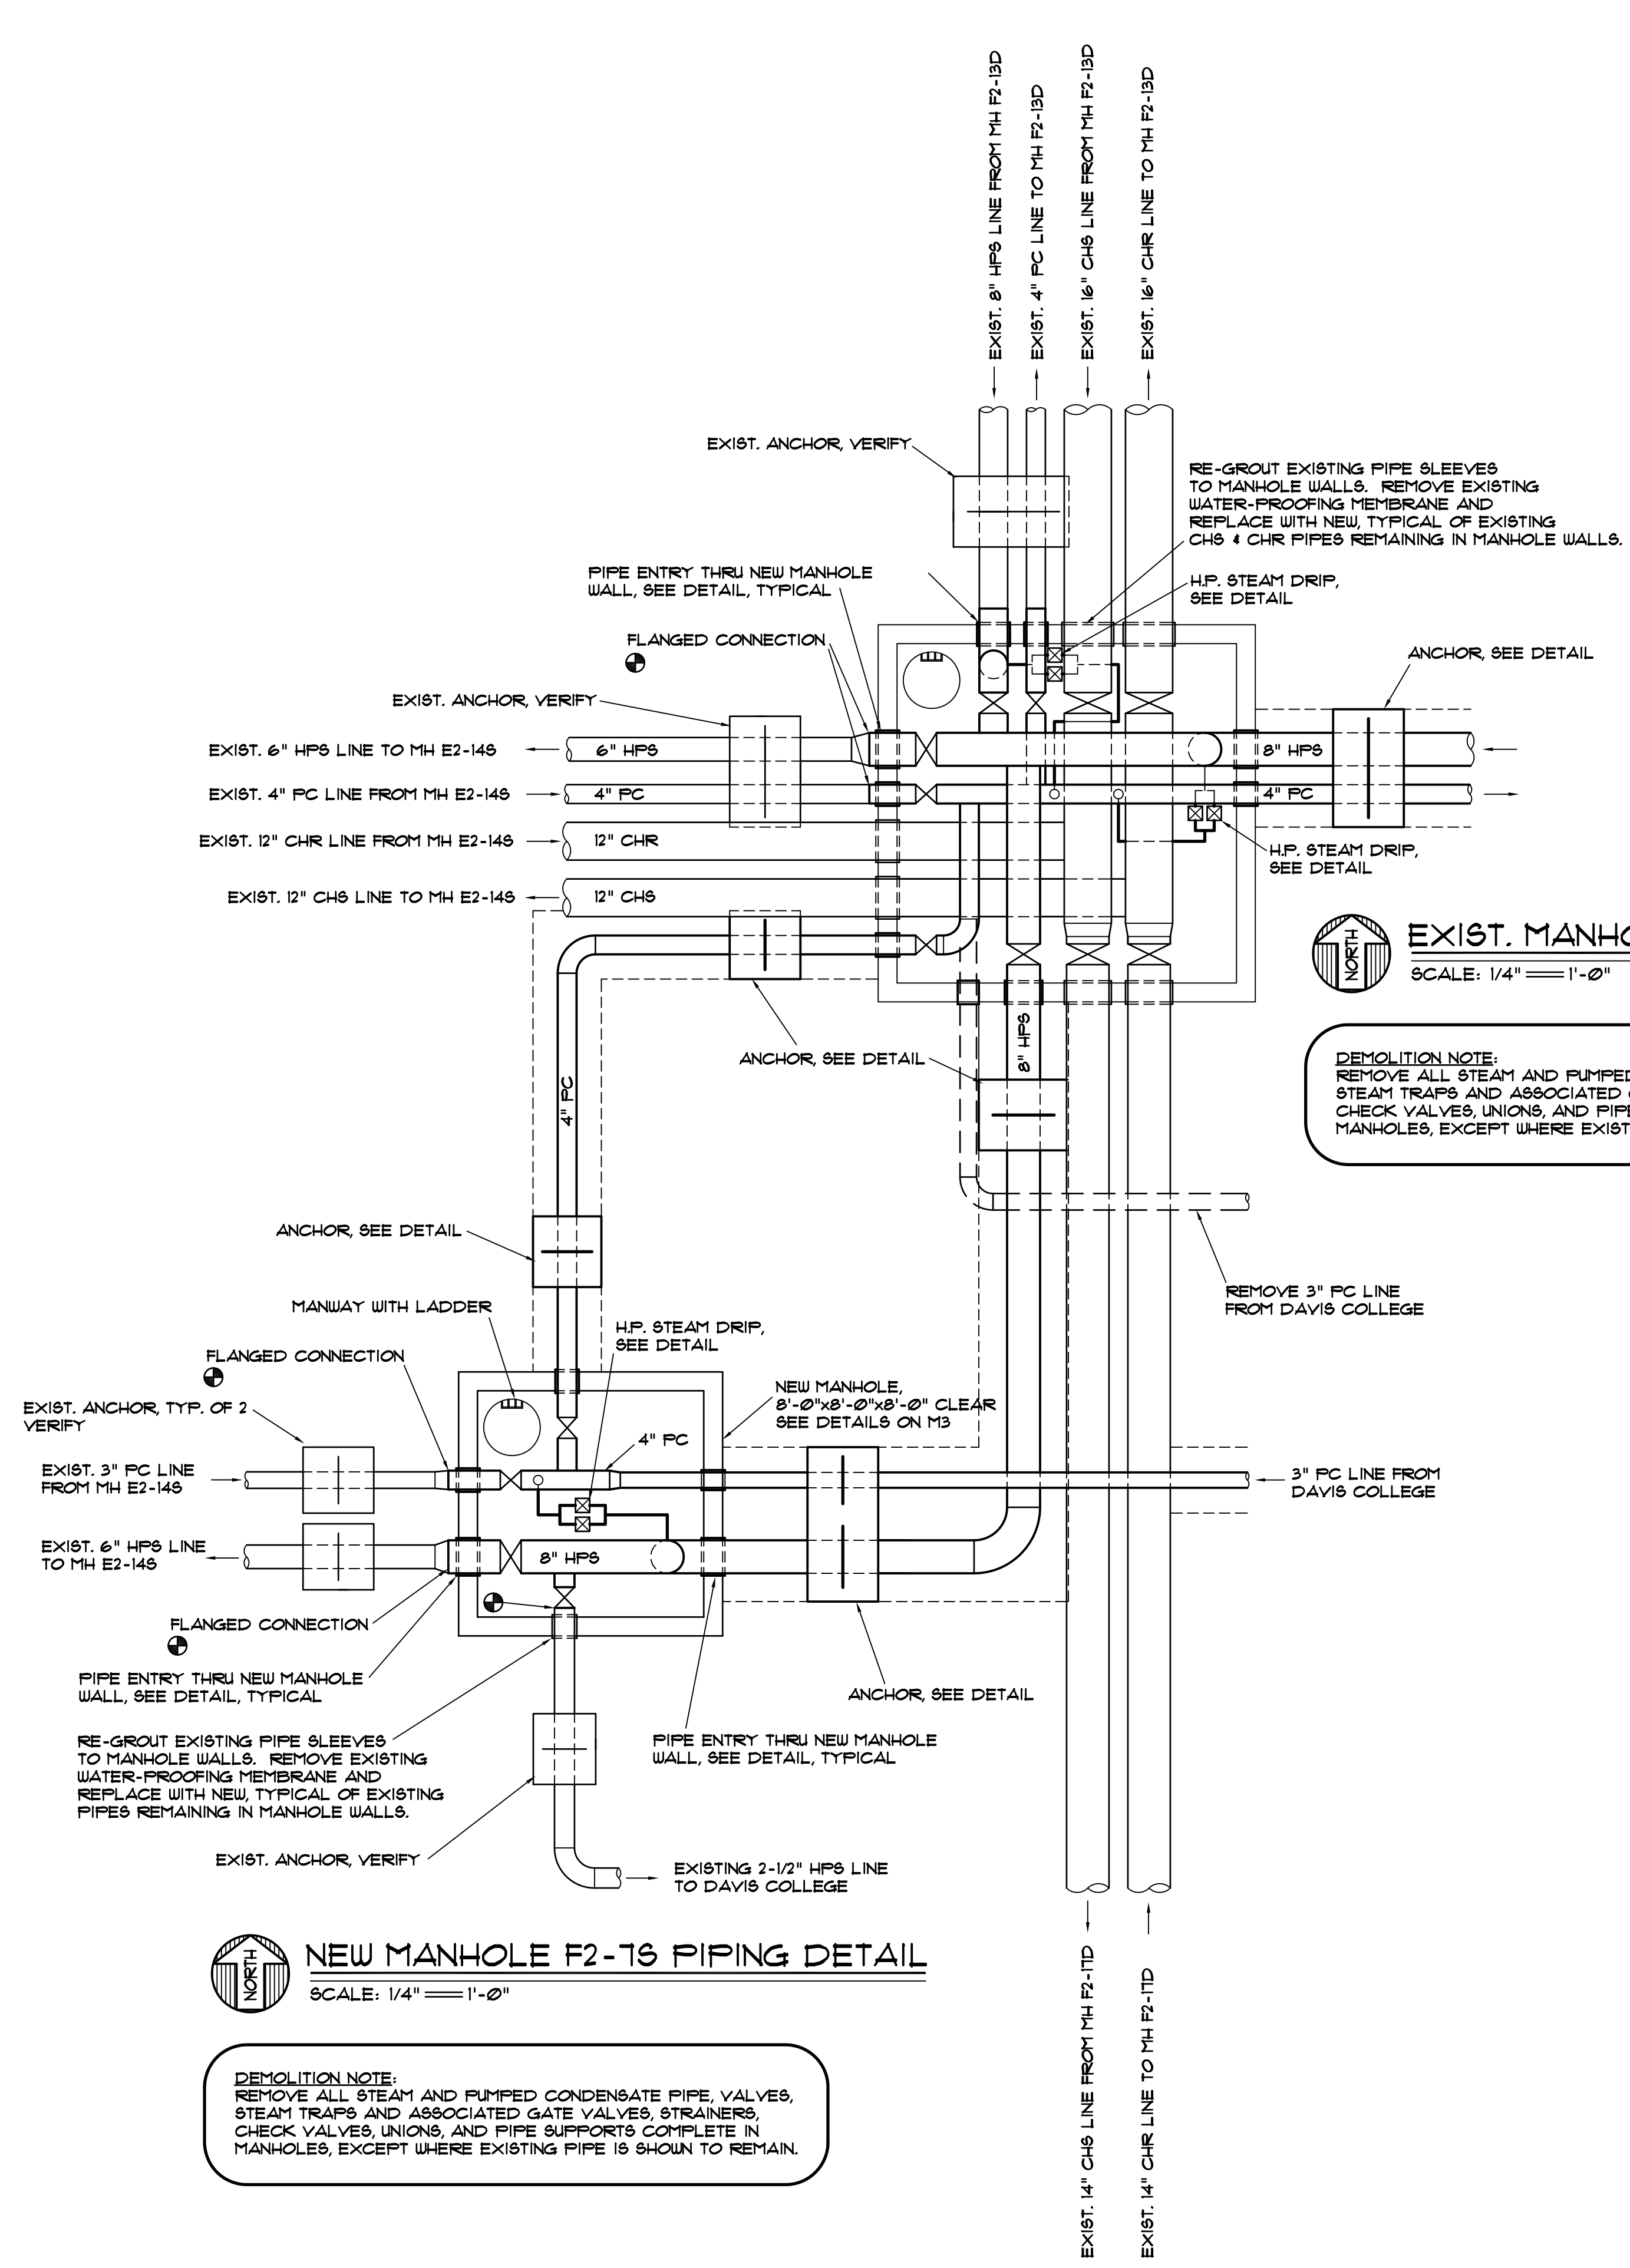 EXIST. 8" HPS LINE FROM MH F2-13D
EXIST. 4" PC LINE TO MH F2-13D
EXIST. 16" CHS LINE FROM MH F2-13D
EXIST. 16" CHR LINE TO MH F2-13D
EXIST. ANCHOR, VERIFY
RE-GROUT EXISTING PIPE SLEEVES
TO MANHOLE WALLS. REMOVE EXISTING
WATER-PROOFING MEMBRANE AND
REPLACE WITH NEW, TYPICAL OF EXISTING
CHS & CHR PIPES REMAINING IN MANHOLE WALLS.
PIPE ENTRY THRU NEW MANHOLE
WALL, SEE DETAIL, TYPICAL
H.P. STEAM DRIP,
SEE DETAIL
FLANGED CONNECTION
ANCHOR, SEE DETAIL
EXIST. ANCHOR, VERIFY
EXIST. 6" HPS LINE TO MH E2-14S
6" HPS
8" HPS
EXIST. 4" PC LINE FROM MH E2-14S
4" PC
4" PC
EXIST. 12" CHR LINE FROM MH E2-14S
12" CHR
H.P. STEAM DRIP,
SEE DETAIL
EXIST. 12" CHS LINE TO MH E2-14S
12" CHS
NORTH
EXIST. MANHO
SCALE: 1/4" 1'-0"
8" HPS
ANCHOR, SEE DETAIL
DEMOLITION NOTE:
REMOVE ALL STEAM AND PUMPED
STEAM TRAPS AND ASSOCIATED
CHECK VALVES, UNIONS, AND PIPE
MANHOLES, EXCEPT WHERE EXIST
4" PC
ANCHOR, SEE DETAIL
REMOVE 3" PC LINE
FROM DAVIS COLLEGE
MANWAY WITH LADDER
H.P. STEAM DRIP,
SEE DETAIL
FLANGED CONNECTION
NEW MANHOLE,
8'-0"x8'-0"x8'-0" CLEAR
SEE DETAILS ON M3
EXIST. ANCHOR, TYP. OF 2
VERIFY
4" PC
EXIST. 3" PC LINE
FROM MH E2-14S
3" PC LINE FROM
DAVIS COLLEGE
EXIST. 6" HPS LINE
TO MH E2-14S
8" HPS
FLANGED CONNECTION
PIPE ENTRY THRU NEW MANHOLE
WALL, SEE DETAIL, TYPICAL
ANCHOR, SEE DETAIL
RE-GROUT EXISTING PIPE SLEEVES
TO MANHOLE WALLS. REMOVE EXISTING
WATER-PROOFING MEMBRANE AND
REPLACE WITH NEW, TYPICAL OF EXISTING
PIPES REMAINING IN MANHOLE WALLS.
PIPE ENTRY THRU NEW MANHOLE
WALL, SEE DETAIL, TYPICAL
EXIST. ANCHOR, VERIFY
EXISTING 2-1/2" HPS LINE
TO DAVIS COLLEGE
NORTH
NEW MANHOLE F2-7S PIPING DETAIL
SCALE: 1/4" 1'-0"
EXIST. 14" CHS LINE FROM MH F2-17D
EXIST. 14" CHR LINE TO MH F2-17D
DEMOLITION NOTE:
REMOVE ALL STEAM AND PUMPED CONDENSATE PIPE, VALVES,
STEAM TRAPS AND ASSOCIATED GATE VALVES, STRAINERS,
CHECK VALVES, UNIONS, AND PIPE SUPPORTS COMPLETE IN
MANHOLES, EXCEPT WHERE EXISTING PIPE IS SHOWN TO REMAIN.